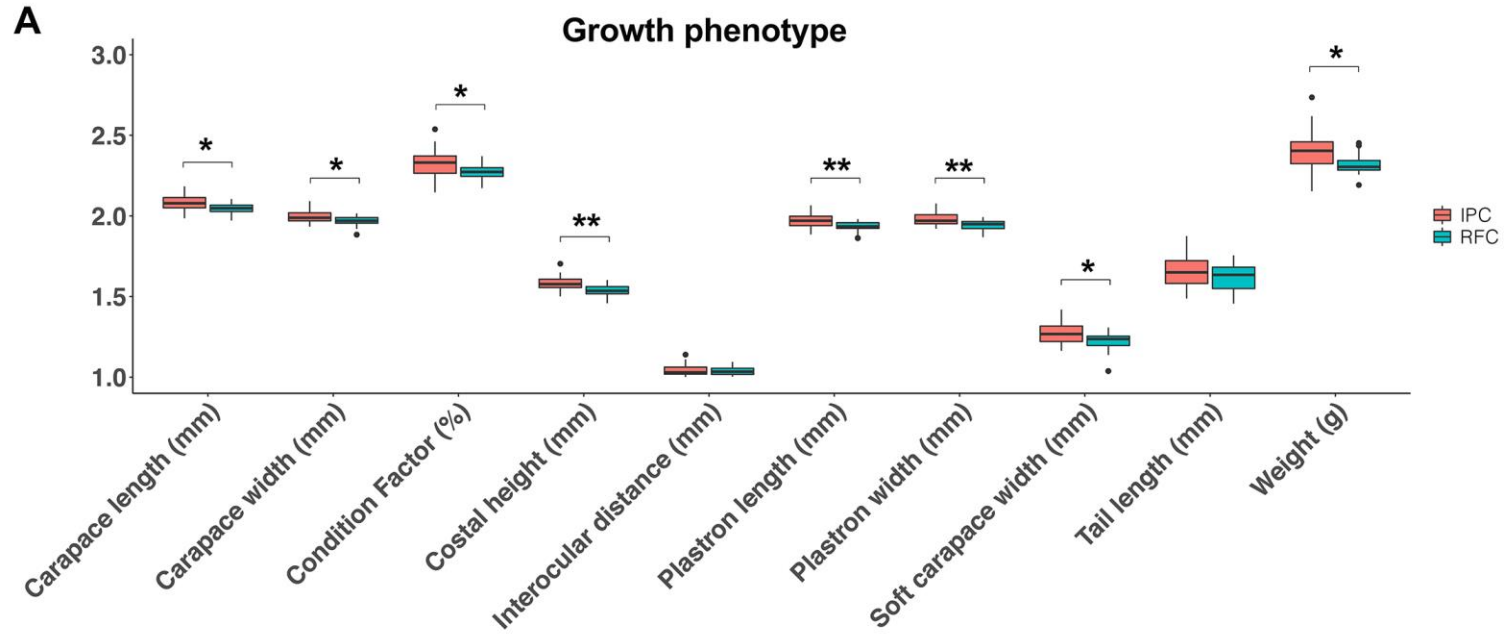 A
Growth phenotype
3.0
2.5
2.0
1.5
1.0
*
*
*
**
**
**
*
*
IPC
RFC
Carapace length (mm)
Carapace width (mm)
Condition Factor (%)
Costal height (mm)
Interocular distance (mm)
Plastron length (mm)
Plastron width (mm)
Soft carapace width (mm)
Tail length (mm)
Weight (g)